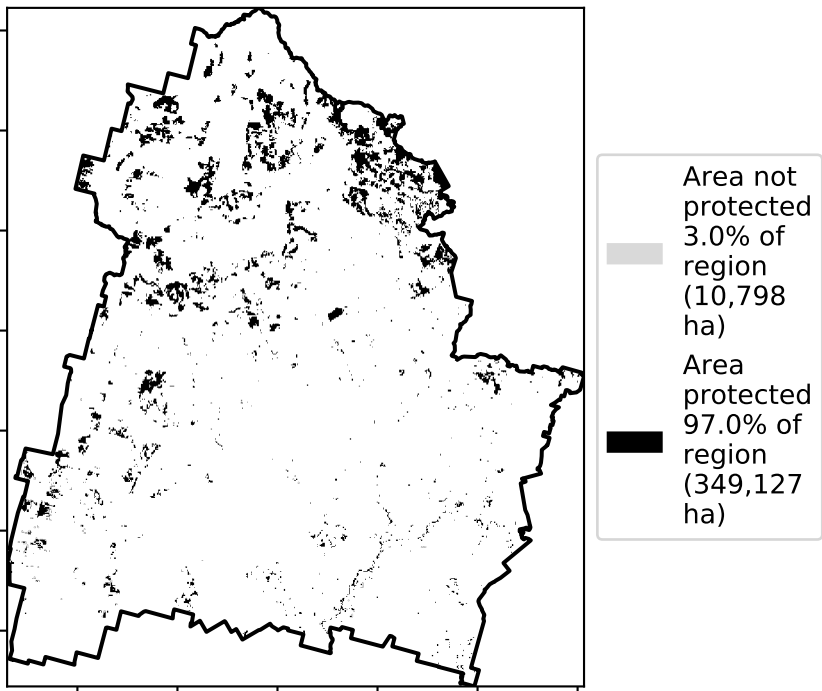 Area not
protected
3.0% of
region
(10,798
ha)
Area
protected
97.0% of
region
(349,127
ha)